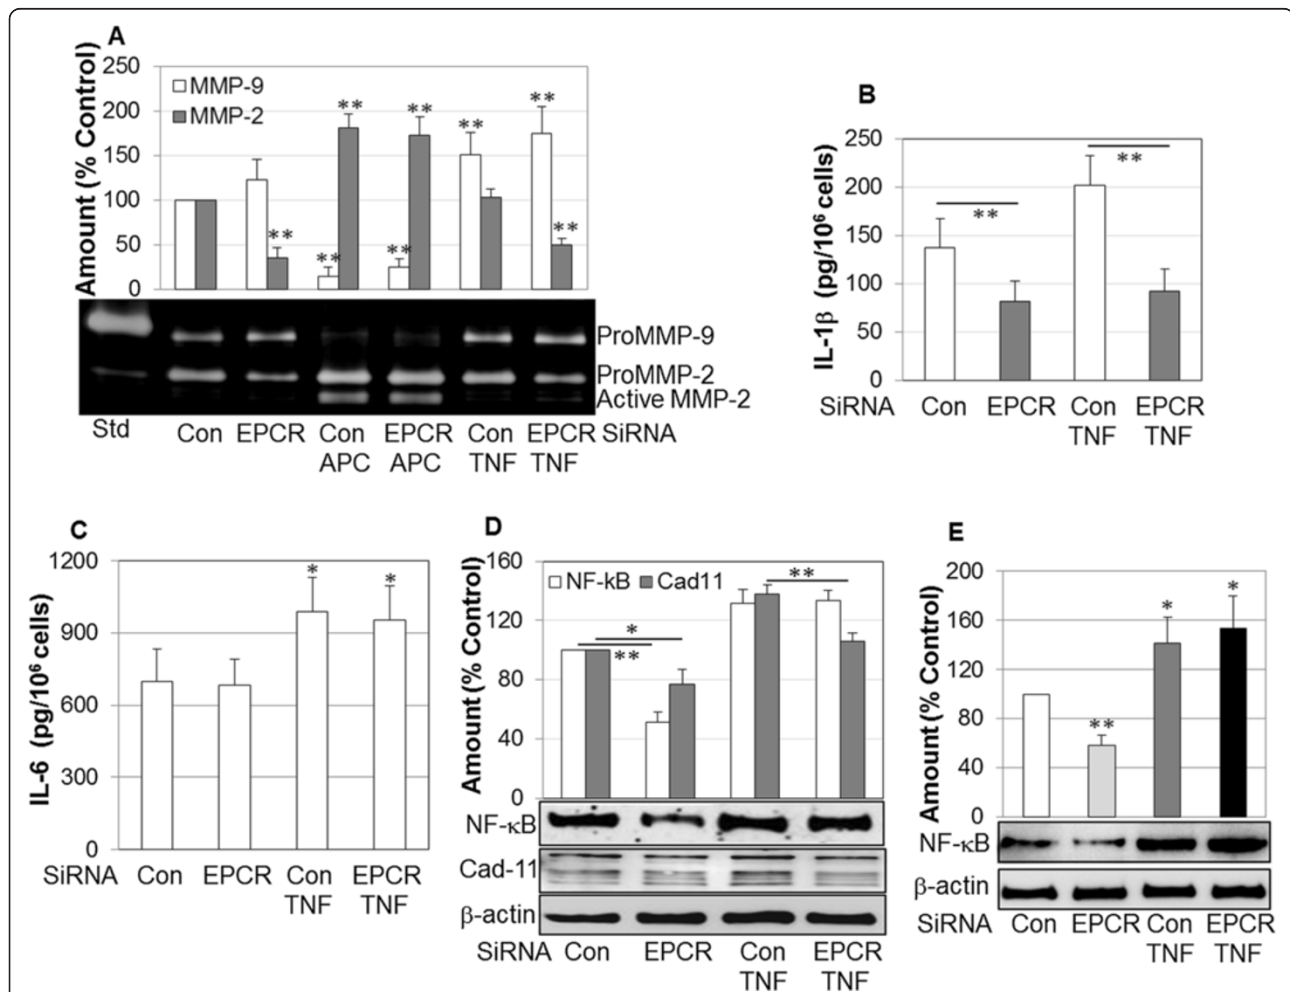 A
Amount (% Control)
250
200
150
100
50
0
MMP-9
MMP-2
** ** ** ** ** ** ** **
ProMMP-9
ProMMP-2
Active MMP-2
Std Con EPCR Con EPCR Con EPCR SiRNA
APC APC TNF TNF
B
IL-1β (pg/10⁶ cells)
250
200
150
100
50
0
**
**
SiRNA Con EPCR Con EPCR
TNF TNF
C
IL-6 (pg/10⁶ cells)
1200
900
600
300
0
* *
SiRNA Con EPCR Con EPCR
TNF TNF
D
Amount (% Control)
160
120
80
40
0
NF-kB Cad11
**
*
**
NF-κB
Cad-11
β-actin
SiRNA Con EPCR Con EPCR
TNF TNF
E
Amount (% Control)
200
160
120
80
40
0
** * *
NF-κB
β-actin
SiRNA Con EPCR Con EPCR
TNF TNF